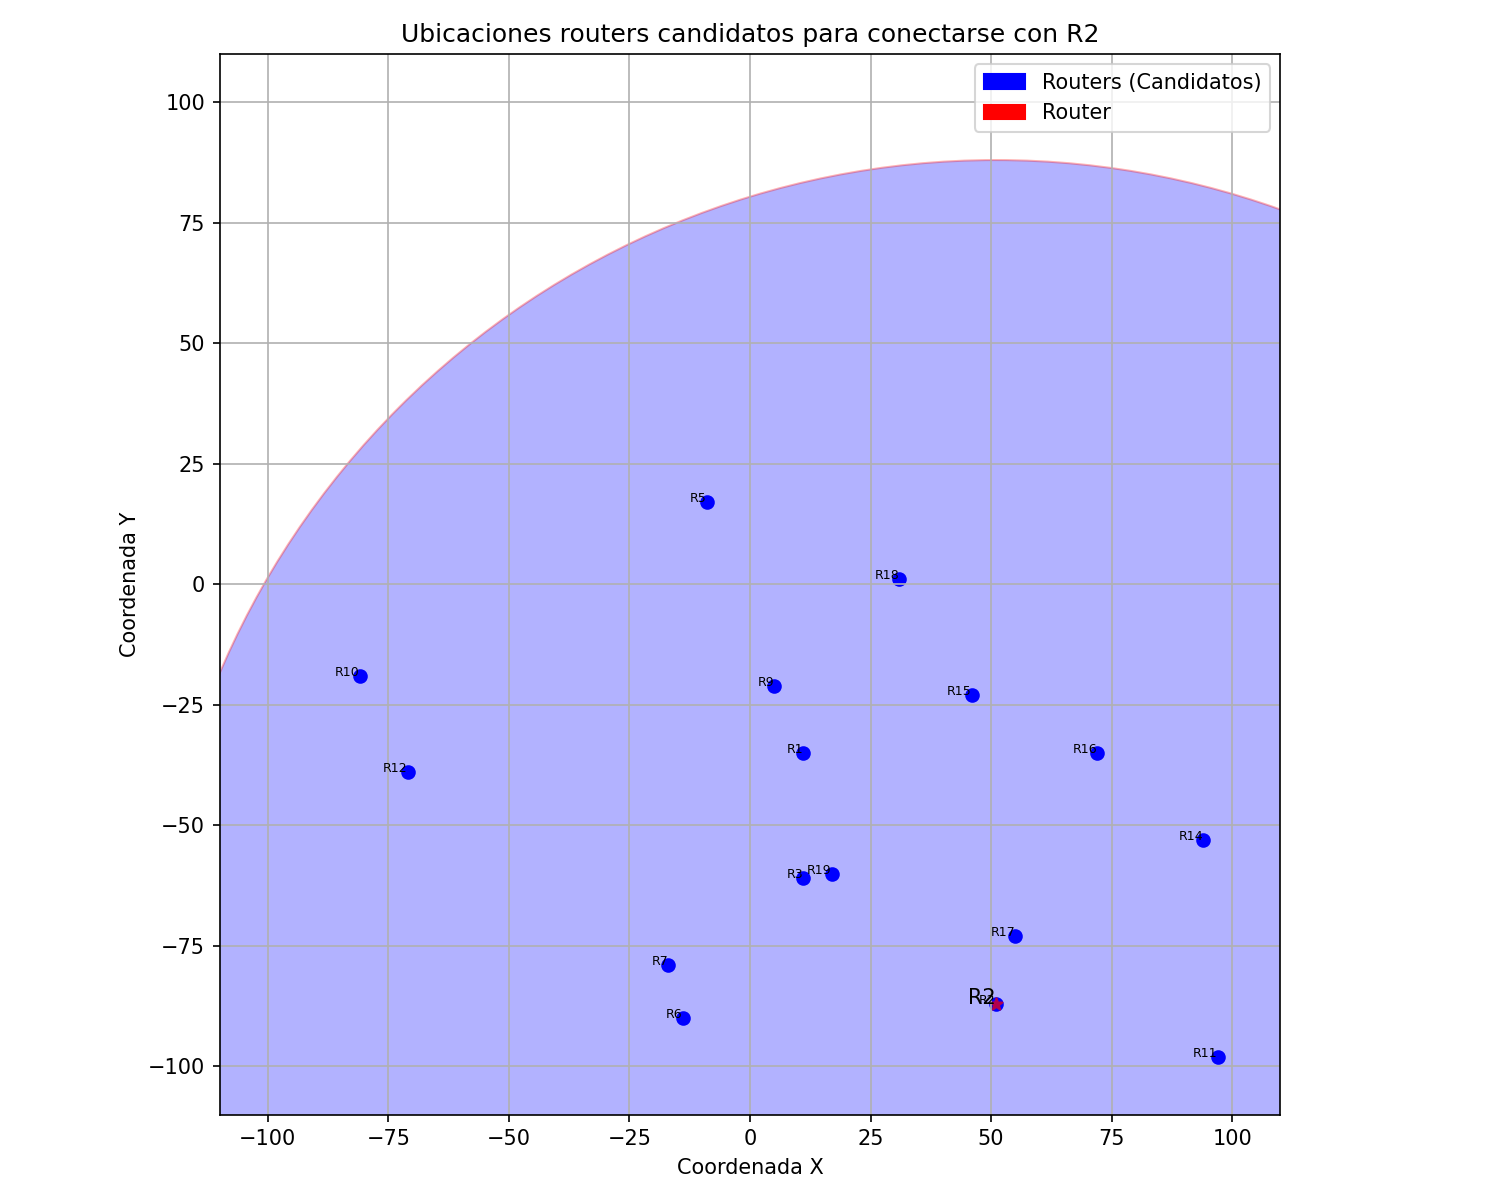 Ubicaciones routers candidatos para conectarse con R2
Routers (Candidatos)
Router
100
75
50
25
0
−25
−50
−75
−100
Coordenada Y
R5
R18
R10
R9
R15
R1
R16
R12
R14
R3
R19
R17
R7
R2
R6
R11
−100
−75
−50
−25
0
25
50
75
100
Coordenada X